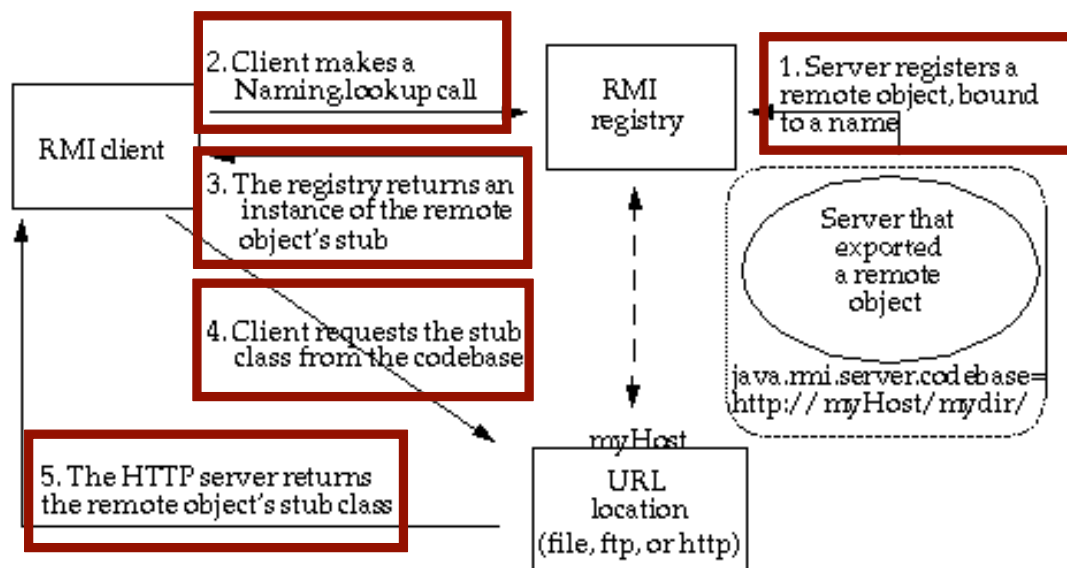 2. Client makes a
Naming.lookup call
RMI
registry
1. Server registers a
remote object, bound
to a name
RMI client
3. The registry returns an
instance of the remote
object's stub
Server that
exported
a remote
object
4. Client requests the stub
class from the codebase
java.rmi.server.codebase=
http://myHost/mydir/
myHost
5. The HTTP server returns
the remote object's stub class
URL
location
(file, ftp, or http)